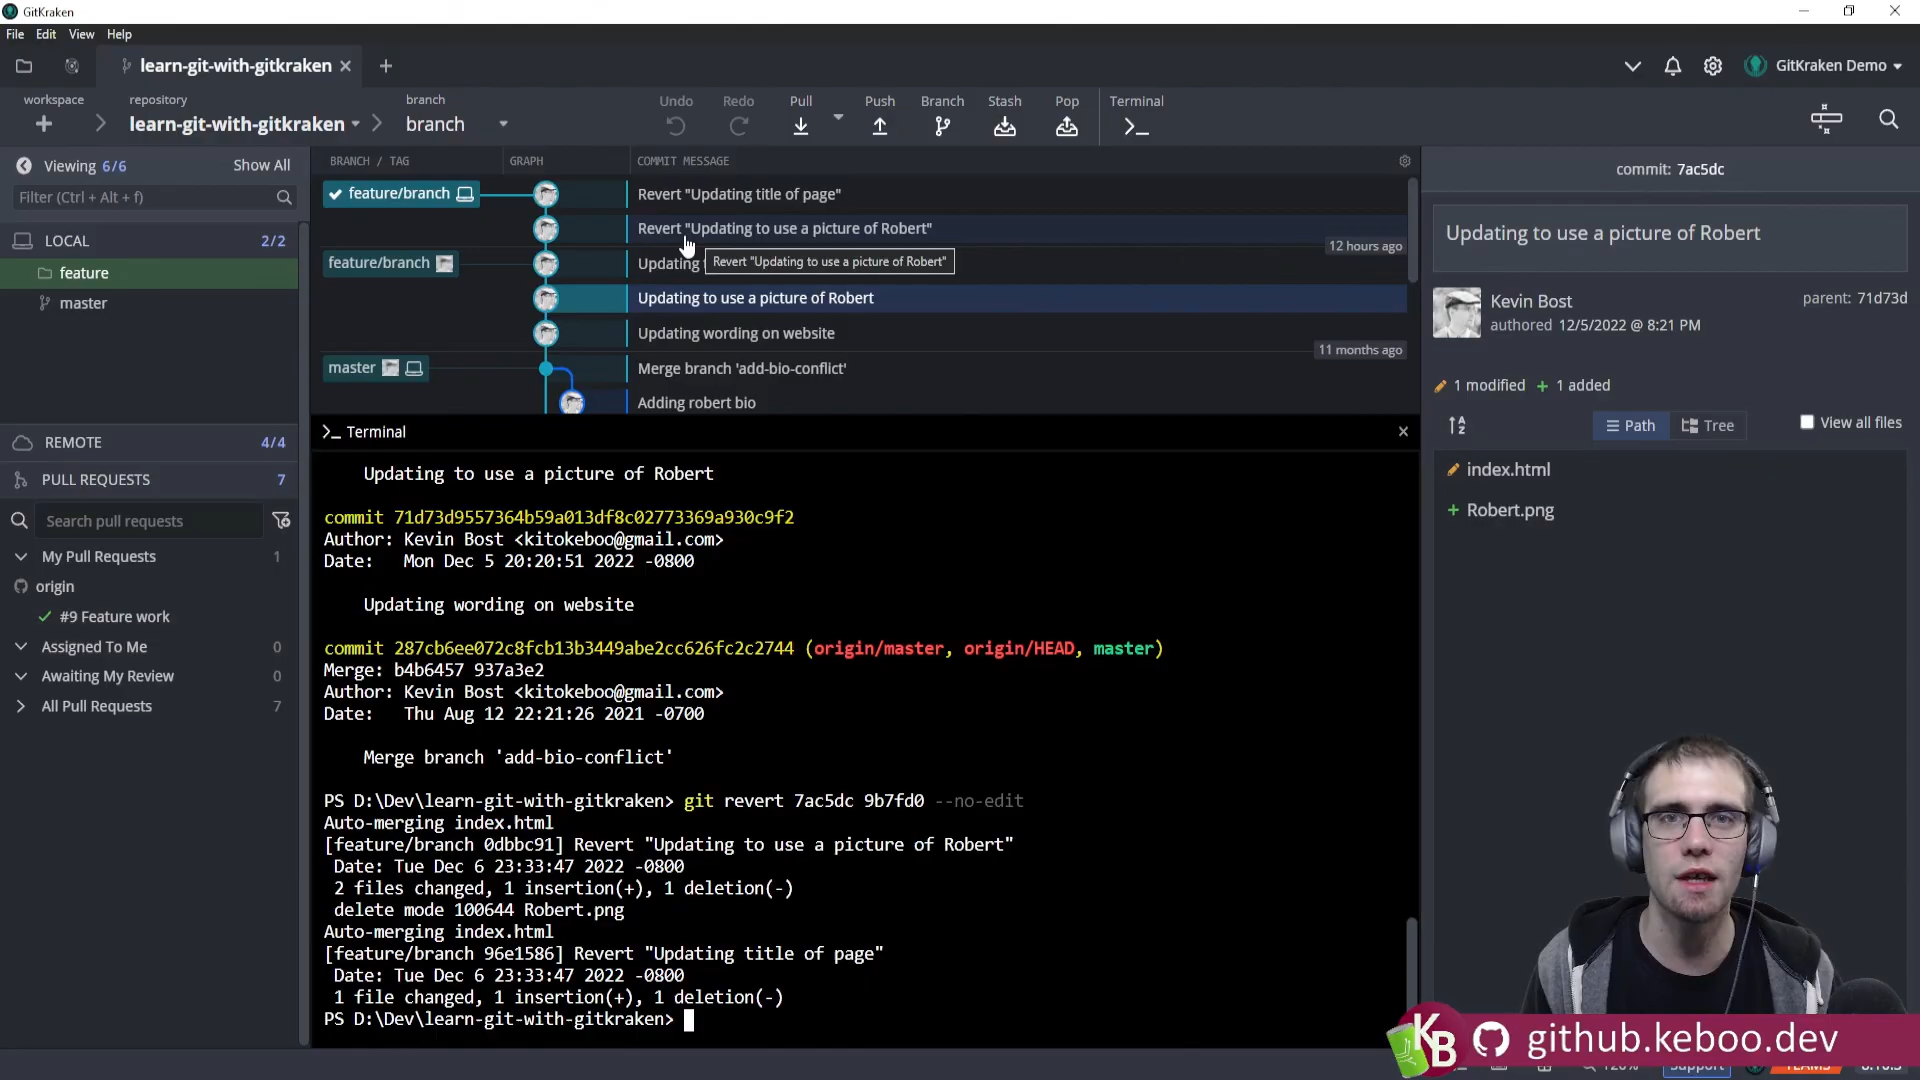 GitKraken
File Edit View Help
learn-git-with-gitkraken
GitKraken Demo
workspace
repository
learn-git-with-gitkraken
branch
branch
Undo
Redo
Pull
Push
Branch
Stash
Pop
Terminal
Viewing 6/6
Show All
Filter (Ctrl + Alt + f)
LOCAL 2/2
feature
master
REMOTE 4/4
PULL REQUESTS 7
Search pull requests
My Pull Requests 1
origin
#9 Feature work
Assigned To Me 0
Awaiting My Review 0
All Pull Requests 7
BRANCH / TAG
GRAPH
COMMIT MESSAGE
feature/branch
Revert "Updating title of page"
Revert "Updating to use a picture of Robert"
12 hours ago
feature/branch
Updating
Revert "Updating to use a picture of Robert"
Updating to use a picture of Robert
Updating wording on website
11 months ago
master
Merge branch 'add-bio-conflict'
Adding robert bio
Terminal
Updating to use a picture of Robert
commit 71d73d9557364b59a013df8c02773369a930c9f2
Author: Kevin Bost <kitokeboo@gmail.com>
Date: Mon Dec 5 20:20:51 2022 -0800
Updating wording on website
commit 287cb6ee072c8fcb13b3449abe2cc626fc2c2744 (origin/master, origin/HEAD, master)
Merge: b4b6457 937a3e2
Author: Kevin Bost <kitokeboo@gmail.com>
Date: Thu Aug 12 22:21:26 2021 -0700
Merge branch 'add-bio-conflict'
PS D:\Dev\learn-git-with-gitkraken> git revert 7ac5dc 9b7fd0 --no-edit
Auto-merging index.html
[feature/branch 0dbbc91] Revert "Updating to use a picture of Robert"
Date: Tue Dec 6 23:33:47 2022 -0800
2 files changed, 1 insertion(+), 1 deletion(-)
delete mode 100644 Robert.png
Auto-merging index.html
[feature/branch 96e1586] Revert "Updating title of page"
Date: Tue Dec 6 23:33:47 2022 -0800
1 file changed, 1 insertion(+), 1 deletion(-)
PS D:\Dev\learn-git-with-gitkraken>
commit: 7ac5dc
Updating to use a picture of Robert
Kevin Bost
authored 12/5/2022 @ 8:21 PM
parent: 71d73d
1 modified + 1 added
Path
Tree
View all files
index.html
+ Robert.png
KB
github.keboo.dev
Support